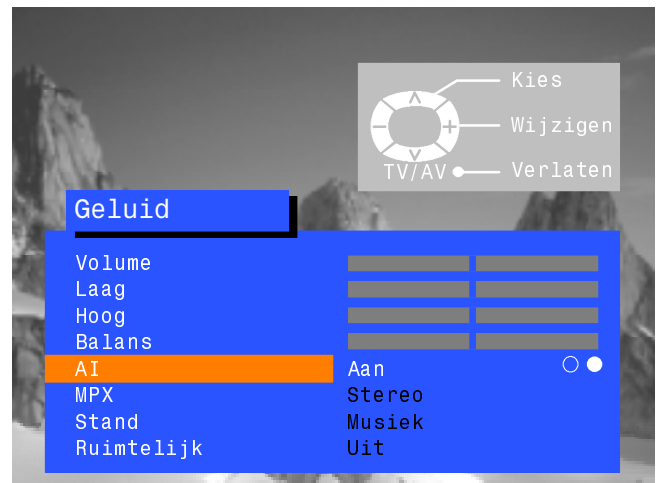 Kies
Wijzigen
TV/AV Verlaten
Geluid
Volume
Laag
Hoog
Balans
AI Aan
MPX Stereo
Stand Musiek
Ruimtelijk Uit